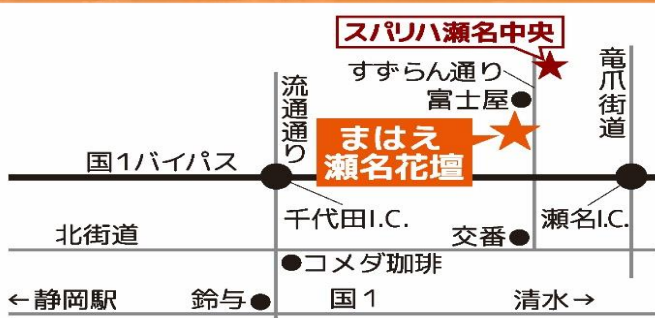 スパリハ瀬名中央
すずらん通り
富士屋
竜爪街道
流通通り
まはえ
瀬名花壇
国1バイパス
千代田I.C.
瀬名I.C.
北街道
交番
コメダ珈琲
←静岡駅
鈴与
国1
清水→